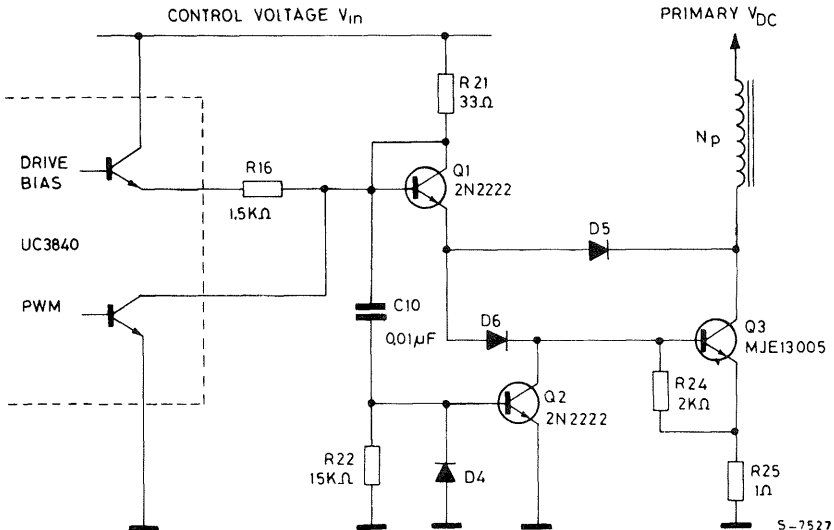 CONTROL VOLTAGE Vin
PRIMARY VDC
R21
33Ω
DRIVE
BIAS
R16
1.5KΩ
Q1
2N2222
Np
UC3840
D5
PWM
C10
0.01µF
D6
Q3
MJE13005
Q2
2N2222
R24
2KΩ
R22
15KΩ
D4
R25
1Ω
S-7527